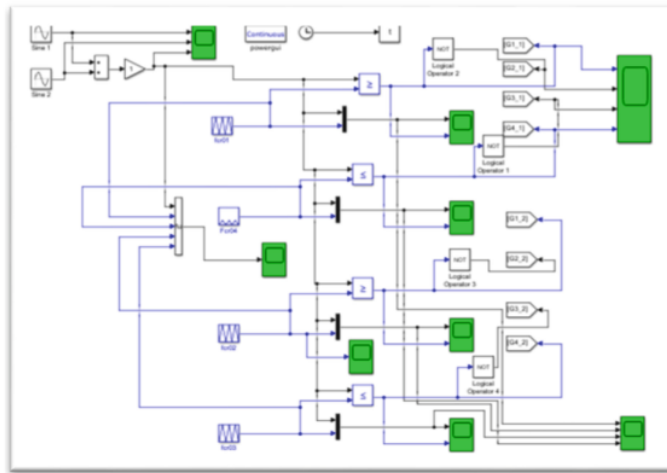 Sine 1
Continuous
powergui
1
[G1_1]
NOT
Logical
Operator 2
[G2_1]
1
Sine 2
≥
[G3_1]
[G4_1]
NOT
Logical
Operator 1
≤
[G1_2]
NOT
Logical
Operator 3
[G2_2]
≥
[G3_2]
[G4_2]
NOT
Logical
Operator 4
≤